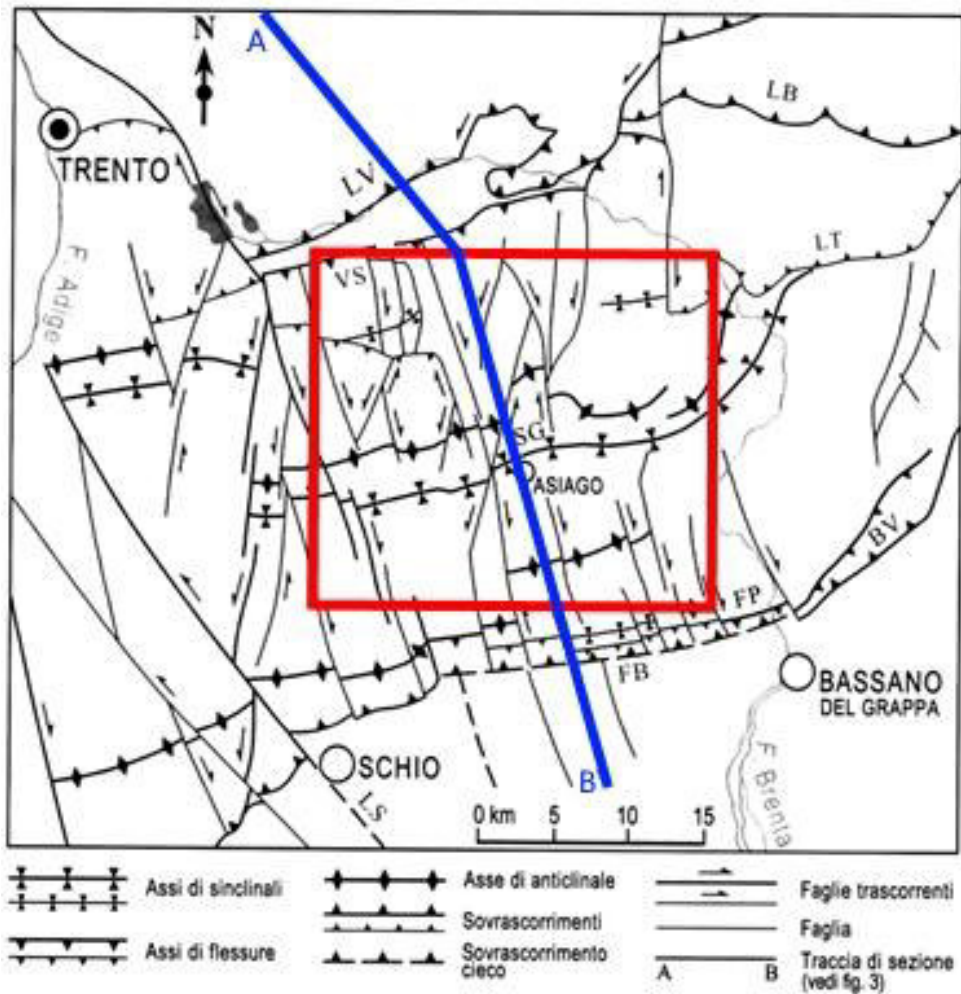 A
N
LB
TRENTO
LV
LT
F. Adige
VS
SG
ASIAGO
BV
FP
FB
BASSANO
DEL GRAPPA
SCHIO
B
F. Brenta
LS
0 km 5 10 15
Assi di sinclinali
Asse di anticlinale
Faglie trascorrenti
Sovrascorrimenti
Faglia
Assi di flessure
Sovrascorrimento
cieco
A B
Traccia di sezione
(vedi fig. 3)